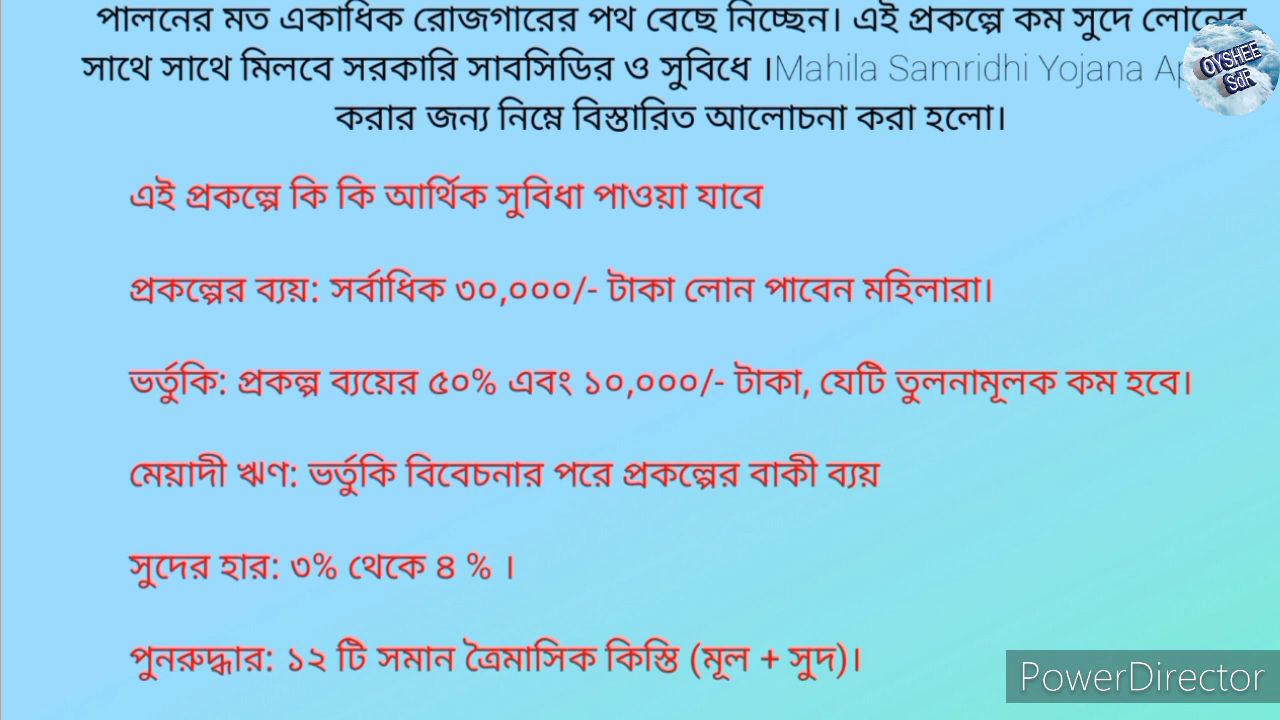 পালনের মত একাধিক রোজগারের পথ বেছে নিচ্ছেন। এই প্রকল্পে কম সুদে লোনের
সাথে সাথে মিলবে সরকারি সাবসিডির ও সুবিধে ।Mahila Samridhi Yojana
করার জন্য নিম্নে বিস্তারিত আলোচনা করা হলো।
এই প্রকল্পে কি কি আর্থিক সুবিধা পাওয়া যাবে
প্রকল্পের ব্যয়: সর্বাধিক ৩০,০০০/- টাকা লোন পাবেন মহিলারা।
ভর্তুকি: প্রকল্প ব্যয়ের ৫০% এবং ১০,০০০/- টাকা, যেটি তুলনামূলক কম হবে।
মেয়াদী ঋণ: ভর্তুকি বিবেচনার পরে প্রকল্পের বাকী ব্যয়
সুদের হার: ৩% থেকে ৪ % ।
পুনরুদ্ধার: ১২ টি সমান ত্রৈমাসিক কিস্তি (মূল + সুদ)।
OYSHEE
SdR
PowerDirector